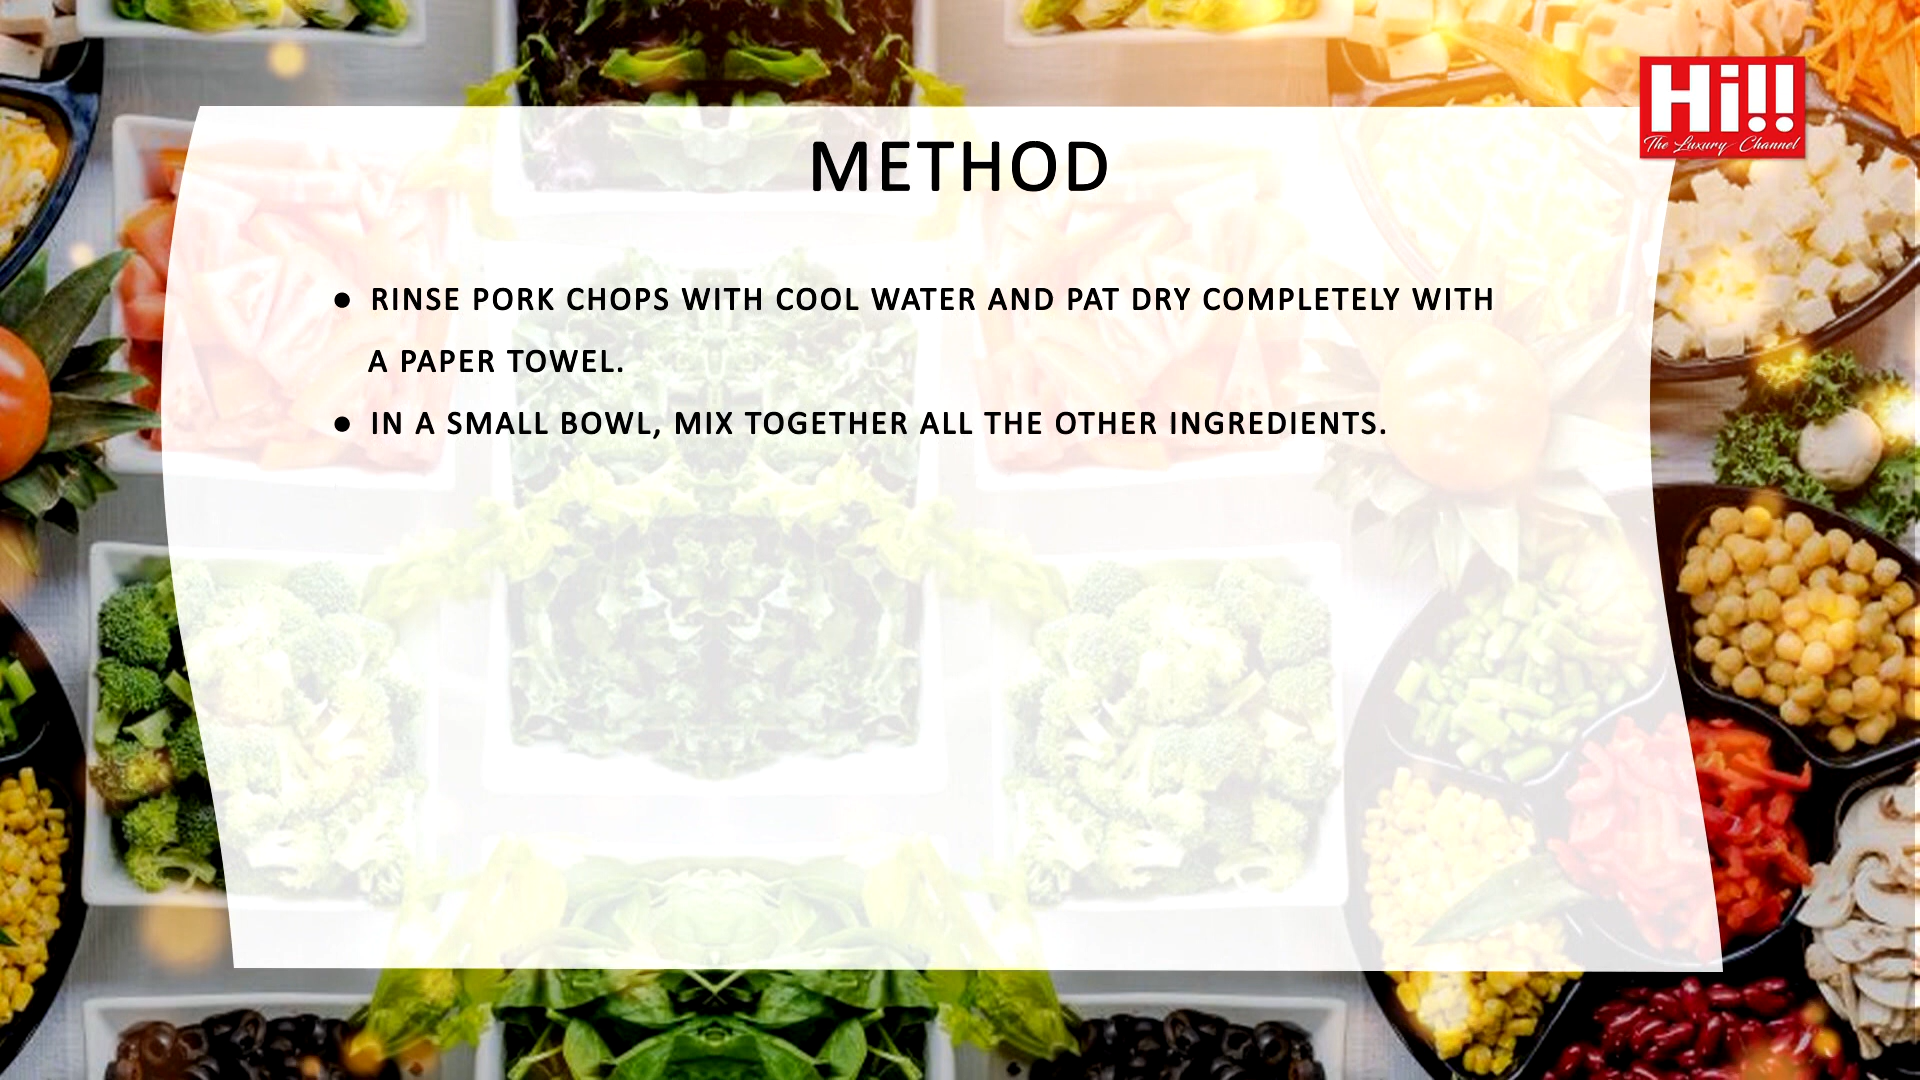 Hi!!
The Luxury Channel
METHOD
● RINSE PORK CHOPS WITH COOL WATER AND PAT DRY COMPLETELY WITH
A PAPER TOWEL.
● IN A SMALL BOWL, MIX TOGETHER ALL THE OTHER INGREDIENTS.